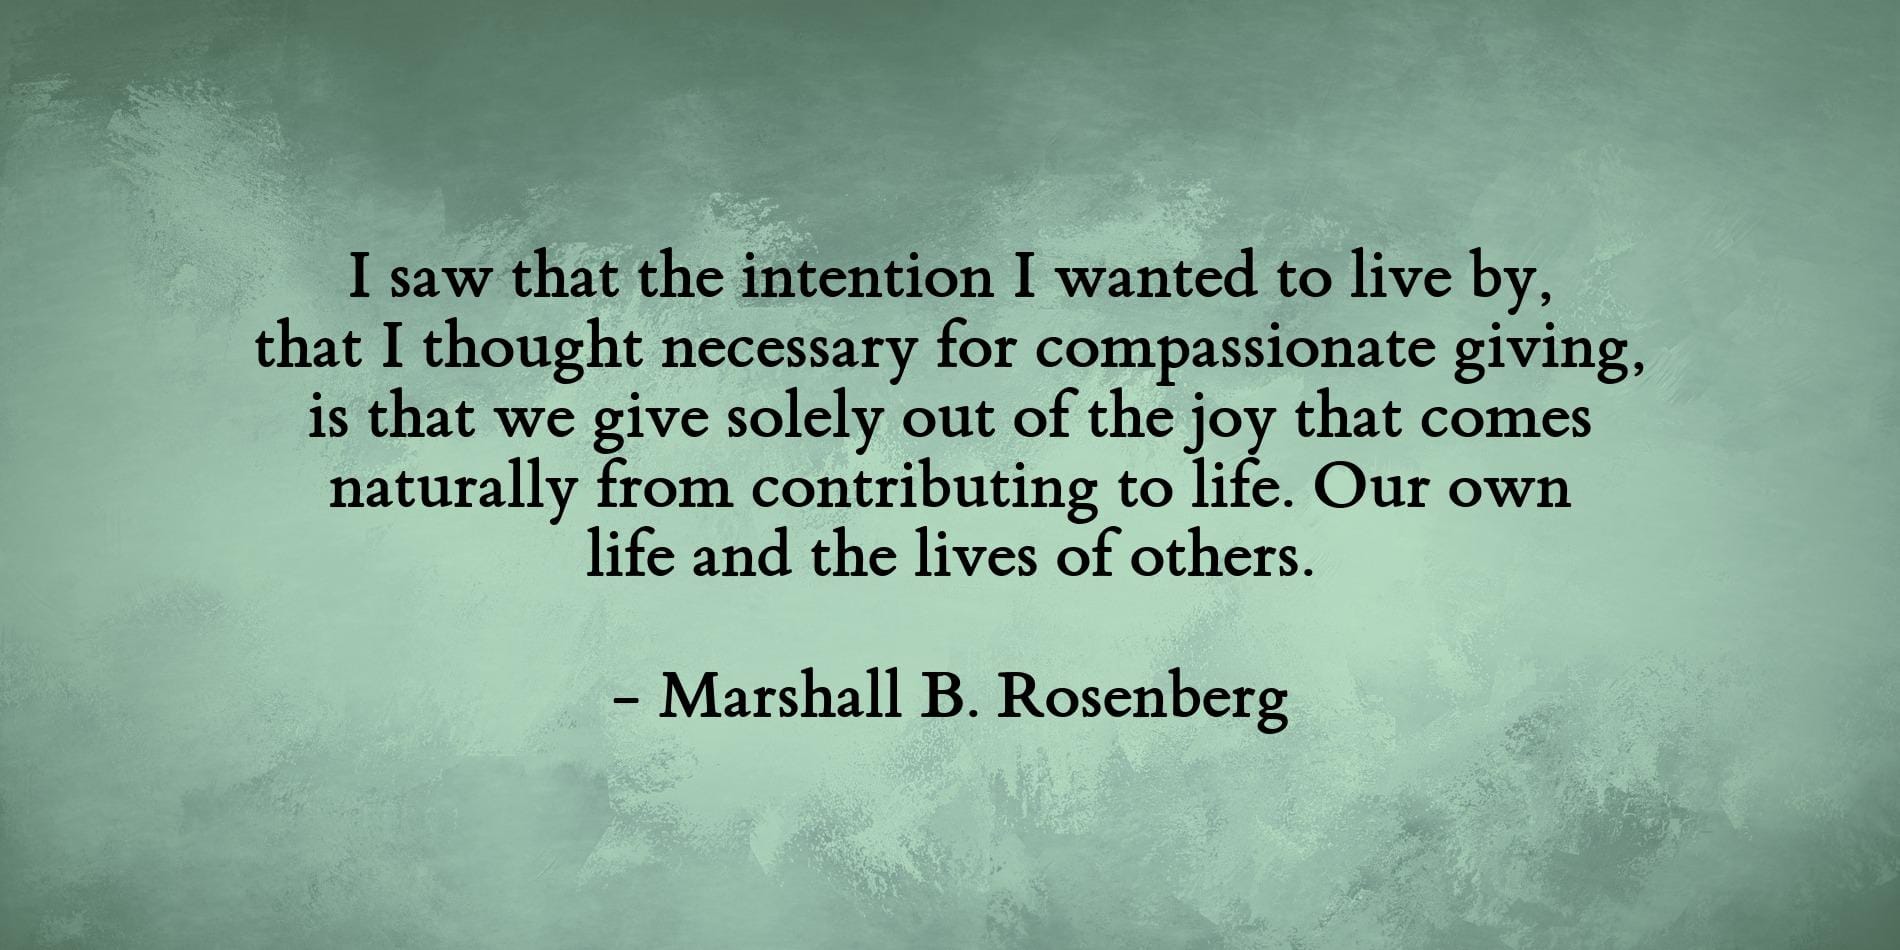 I saw that the intention I wanted to live by,
that I thought necessary for compassionate giving,
is that we give solely out of the joy that comes
naturally from contributing to life. Our own
life and the lives of others.
– Marshall B. Rosenberg